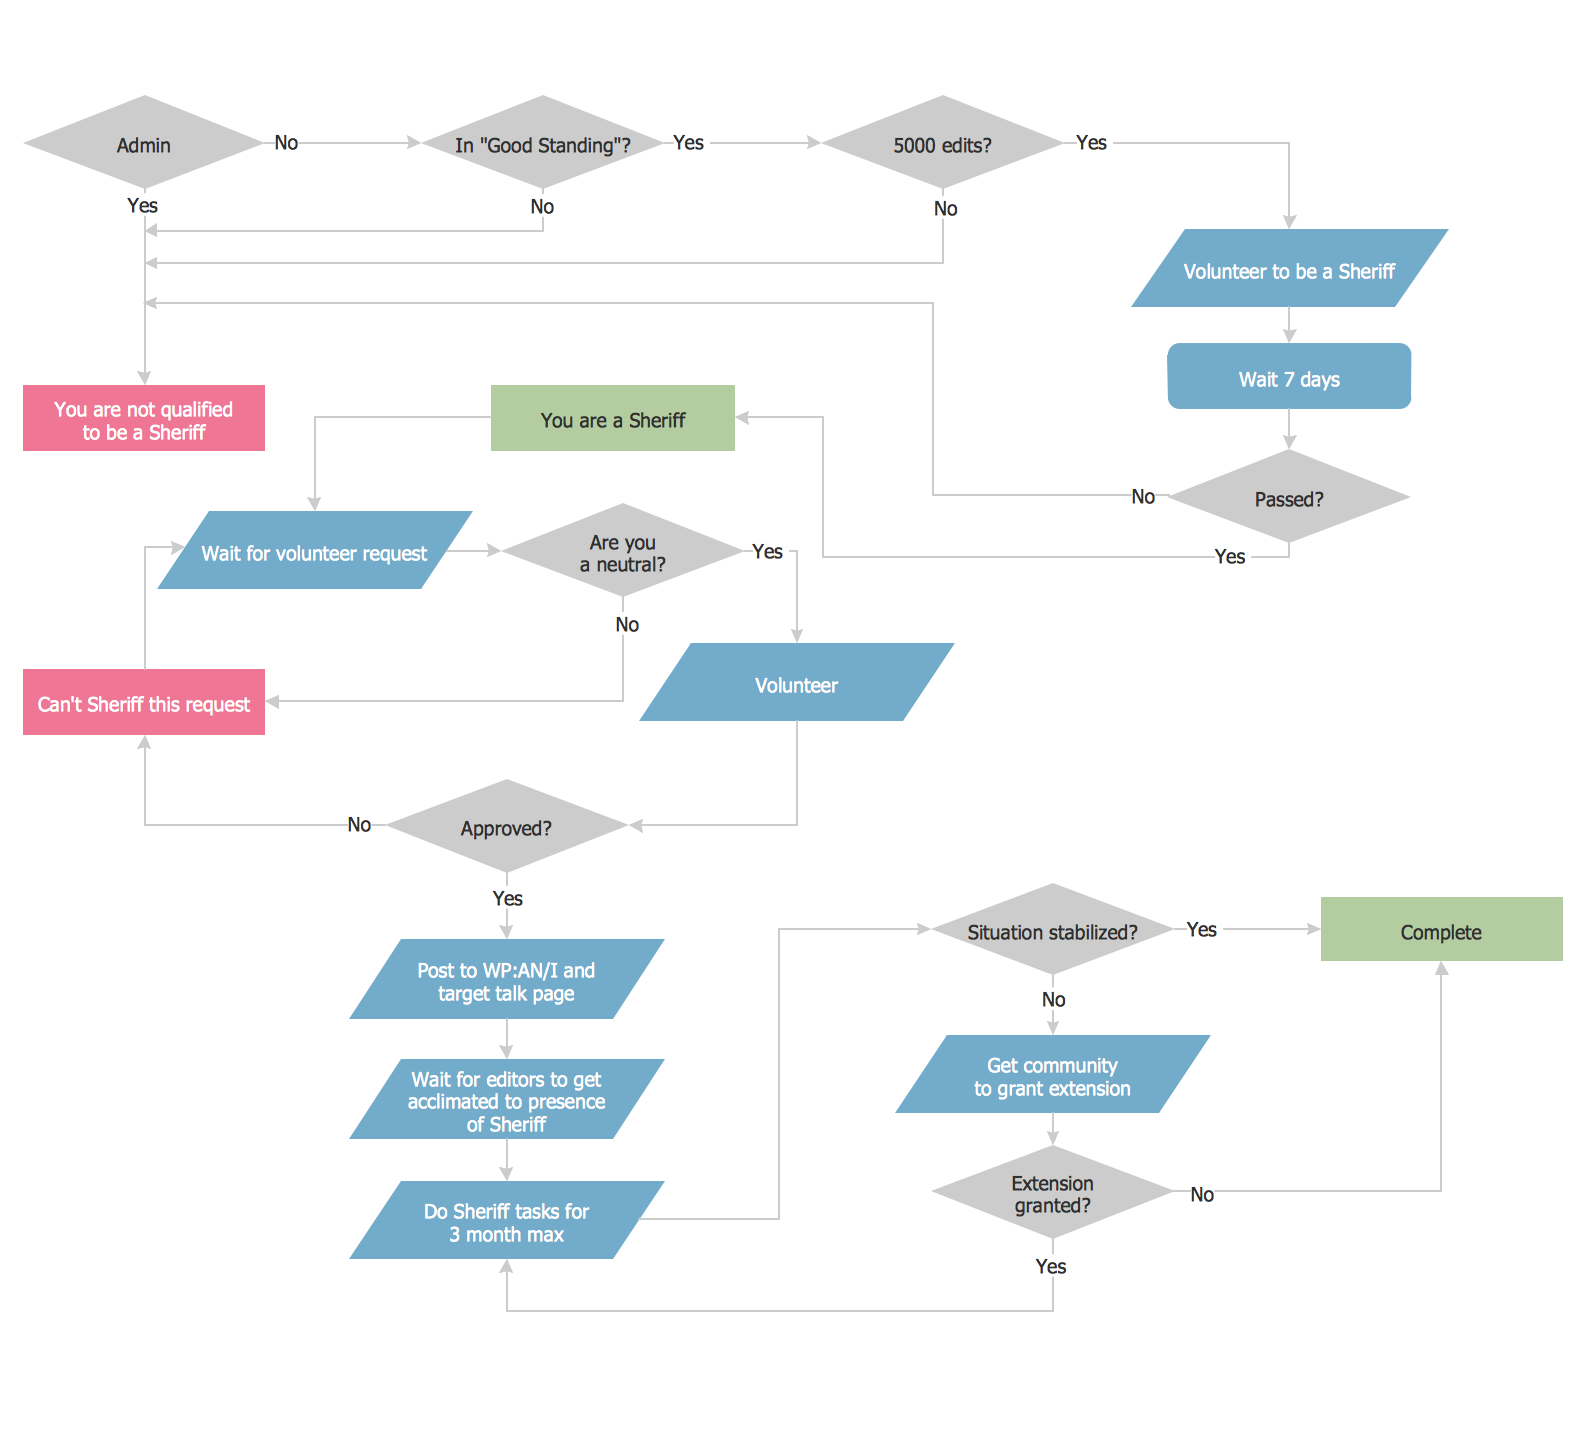 Admin
No
In "Good Standing"?
Yes
5000 edits?
Yes
Yes
No
No
Volunteer to be a Sheriff
Wait 7 days
You are not qualified
to be a Sheriff
You are a Sheriff
No
Passed?
Yes
Wait for volunteer request
Are you
a neutral?
Yes
No
Volunteer
Can't Sheriff this request
No
Approved?
Yes
Post to WP:AN/I and
target talk page
Wait for editors to get
acclimated to presence
of Sheriff
Do Sheriff tasks for
3 month max
Situation stabilized?
Yes
Complete
No
Get community
to grant extension
Extension
granted?
No
Yes